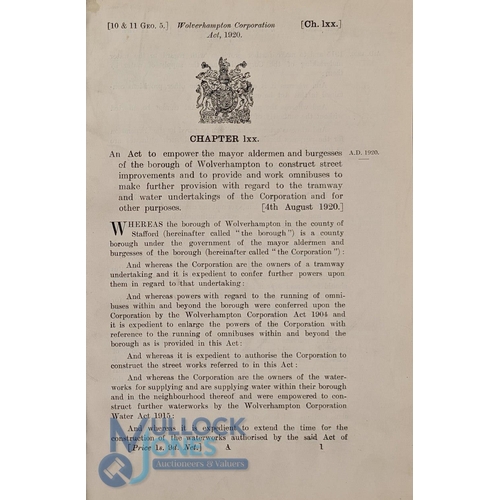 [10 & 11 GEO. 5.] Wolverhampton Corporation [Ch. lxx.]
Act, 1920.
CHAPTER lxx.
An Act to empower the mayor aldermen and burgesses A.D. 1920.
of the borough of Wolverhampton to construct street
improvements and to provide and work omnibuses to
make further provision with regard to the tramway
and water undertakings of the Corporation and for
other purposes. [4th August 1920.]
WHEREAS the borough of Wolverhampton in the county of
Stafford (hereinafter called "the borough") is a county
borough under the government of the mayor aldermen and
burgesses of the borough (hereinafter called "the Corporation"):
And whereas the Corporation are the owners of a tramway
undertaking and it is expedient to confer further powers upon
them in regard to that undertaking:
And whereas powers with regard to the running of omni-
buses within and beyond the borough were conferred upon the
Corporation by the Wolverhampton Corporation Act 1904 and
it is expedient to enlarge the powers of the Corporation with
reference to the running of omnibuses within and beyond the
borough as is provided in this Act:
And whereas it is expedient to authorise the Corporation to
construct the street works referred to in this Act:
And whereas the Corporation are the owners of the water-
works for supplying and are supplying water within their borough
and in the neighbourhood thereof and were empowered to con-
struct further waterworks by the Wolverhampton Corporation
Water Act 1915:
And whereas it is expedient to extend the time for the
construction of the waterworks authorised by the said Act of
[Price 1s. 9d. Net.] A 1
MULLOCK
JONES
Auctioneers & valuers